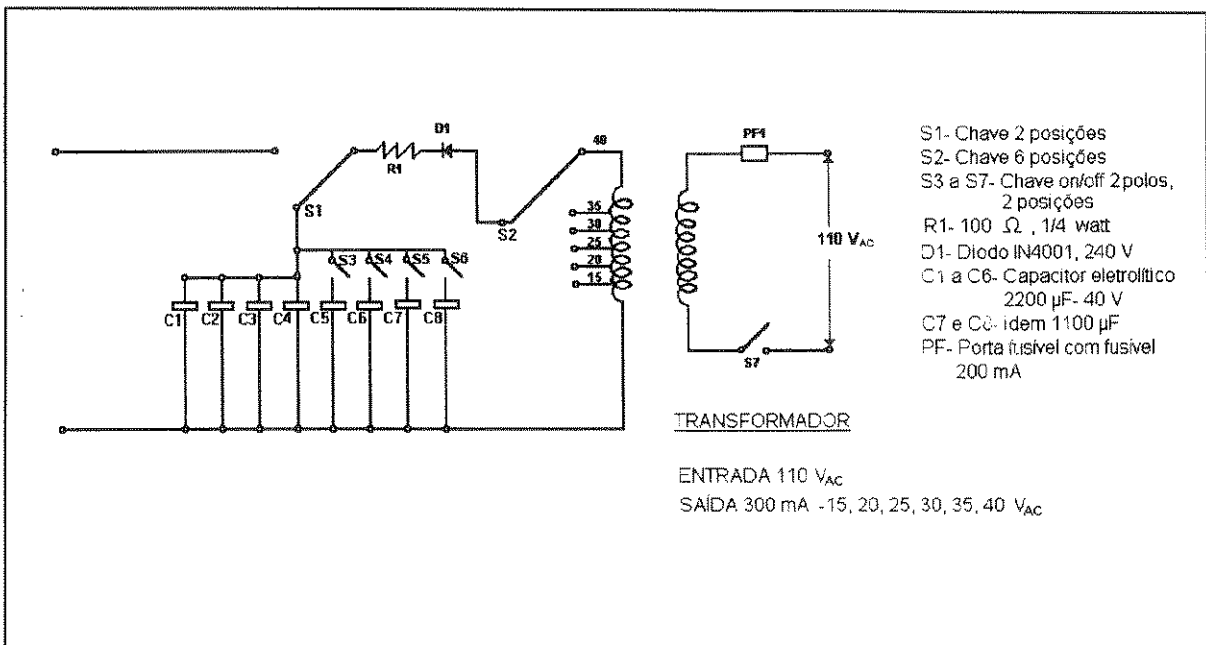 D1
R1
S1
S2
40
35
30
25
20
15
S3
S4
S5
S6
C1
C2
C3
C4
C5
C6
C7
C8
PF1
110 VAC
S7
S1- Chave 2 posições
S2- Chave 6 posições
S3 a S7- Chave on/off 2polos,
2 posições
R1- 100 Ω , 1/4 watt
D1- Diodo IN4001, 240 V
C1 a C6- Capacitor eletrolítico
2200 µF- 40 V
C7 e C8- idem 1100 µF
PF- Porta fusível com fusível
200 mA
TRANSFORMADOR
ENTRADA 110 VAC
SAÍDA 300 mA -15, 20, 25, 30, 35, 40 VAC